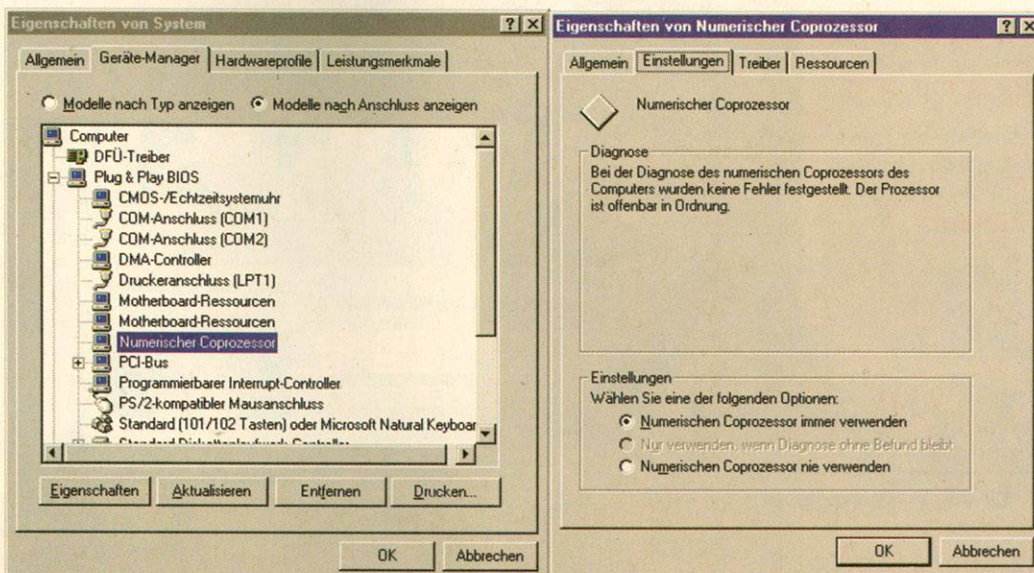 Eigenschaften von System
Allgemein
Geräte-Manager
Hardwareprofile
Leistungsmerkmale
Modelle nach Typ anzeigen
Modelle nach Anschluss anzeigen
Computer
DFÜ-Treiber
Plug & Play BIOS
CMOS-/Echtzeitsystemuhr
COM-Anschluss (COM1)
COM-Anschluss (COM2)
DMA-Controller
Druckeranschluss (LPT1)
Motherboard-Ressourcen
Motherboard-Ressourcen
Numerischer Coprozessor
PCI-Bus
Programmierbarer Interrupt-Controller
PS/2-kompatibler Mausanschluss
Standard (101/102 Tasten) oder Microsoft Natural Keyboar
Standard Diskettenlaufwerk-Controller
Eigenschaften
Aktualisieren
Entfernen
Drucken...
OK
Abbrechen
Eigenschaften von Numerischer Coprozessor
Allgemein
Einstellungen
Treiber
Ressourcen
Numerischer Coprozessor
Diagnose
Bei der Diagnose des numerischen Coprozessors des
Computers wurden keine Fehler festgestellt. Der Prozessor
ist offenbar in Ordnung.
Einstellungen
Wählen Sie eine der folgenden Optionen:
Numerischen Coprozessor immer verwenden
Nur verwenden, wenn Diagnose ohne Befund bleibt
Numerischen Coprozessor nie verwenden
OK
Abbrechen